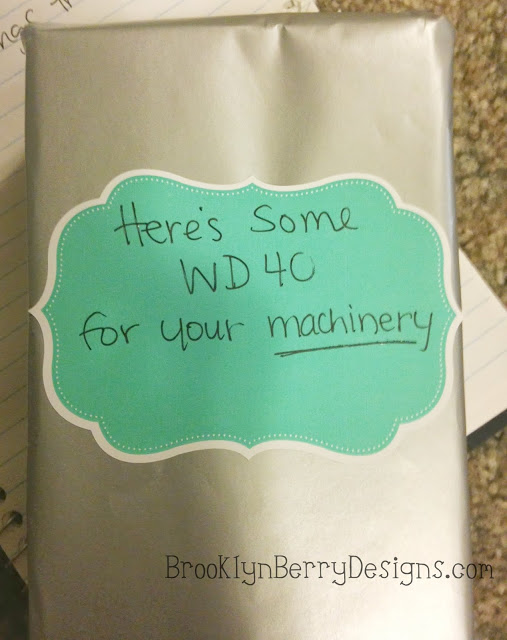 Here's Some
WD 40
for your machinery
BrooklynBerryDesigns.com